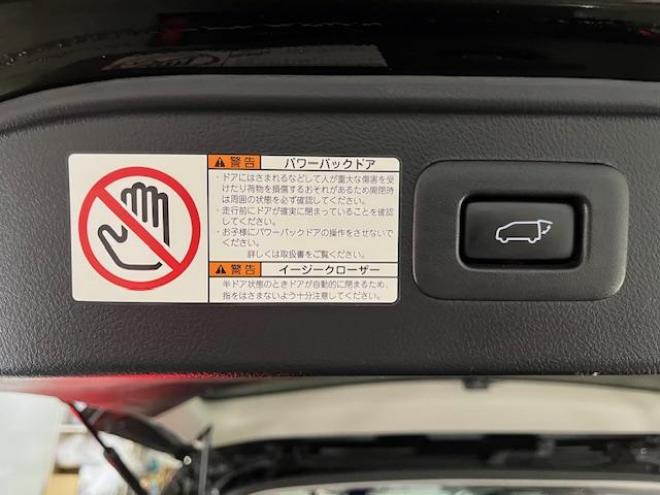 警告 パワーバックドア
・ドアにはさまれるなどして人が重大な傷害を受
けたり荷物を損傷するおそれがあるため開閉時
は周囲の状態を必ず確認してください。
・走行前にドアが確実に閉まっていることを確認
してください。
・お子様にパワーバックドアの操作をさせないで
ください。
詳しくは取扱書をご覧ください。
警告 イージークローザー
半ドア状態のときドアが自動的に閉まるため、
指をはさまないよう十分注意してください。